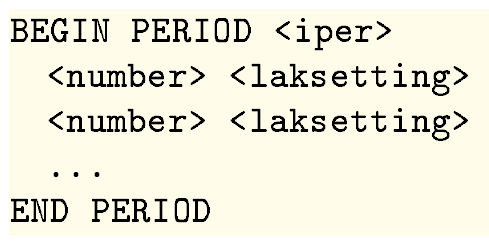 BEGIN PERIOD <iper>
<number> <laksetting>
<number> <laksetting>
...
END PERIOD